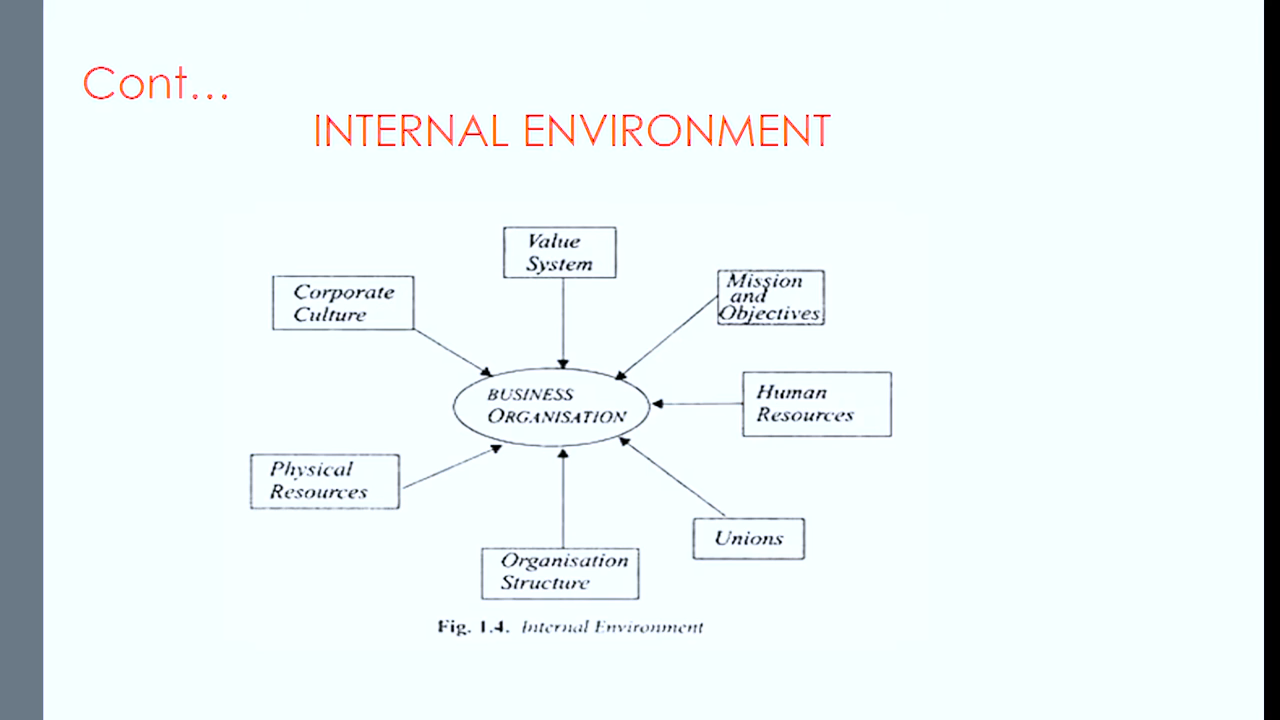 Cont...
INTERNAL ENVIRONMENT
Value
System
Corporate
Culture
Mission
and
Objectives
BUSINESS
ORGANISATION
Human
Resources
Physical
Resources
Unions
Organisation
Structure
Fig. 1.4. Internal Environment